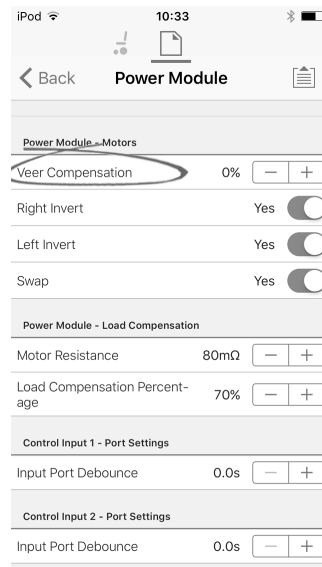 iPod 10:33
Back Power Module
Power Module - Motors
Veer Compensation 0% − +
Right Invert Yes
Left Invert Yes
Swap Yes
Power Module - Load Compensation
Motor Resistance 80mΩ − +
Load Compensation Percent-
age 70% − +
Control Input 1 - Port Settings
Input Port Debounce 0.0s − +
Control Input 2 - Port Settings
Input Port Debounce 0.0s − +